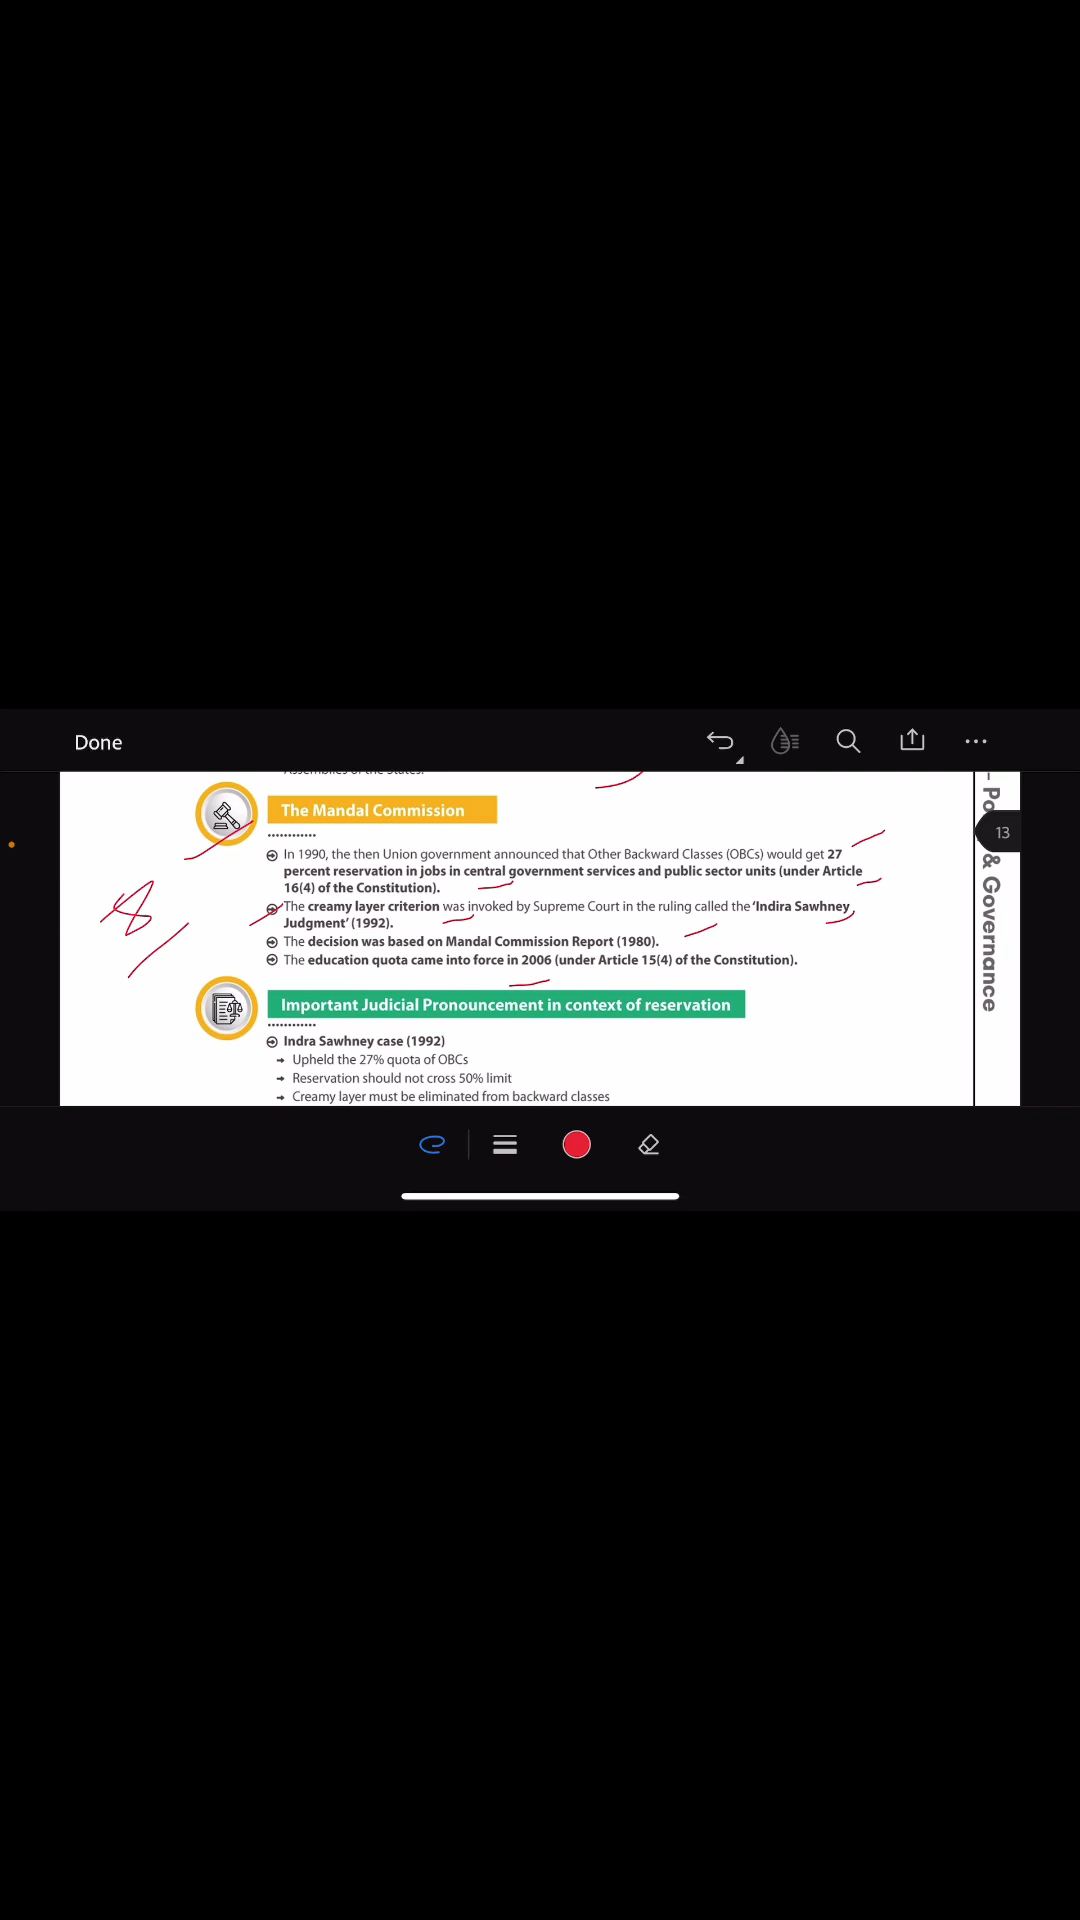 Done
Assemblies of the States.
The Mandal Commission
In 1990, the then Union government announced that Other Backward Classes (OBCs) would get 27
percent reservation in jobs in central government services and public sector units (under Article
16(4) of the Constitution).
The creamy layer criterion was invoked by Supreme Court in the ruling called the 'Indira Sawhney
Judgment' (1992).
The decision was based on Mandal Commission Report (1980).
The education quota came into force in 2006 (under Article 15(4) of the Constitution).
Important Judicial Pronouncement in context of reservation
Indra Sawhney case (1992)
Upheld the 27% quota of OBCs
Reservation should not cross 50% limit
Creamy layer must be eliminated from backward classes
13
& Governance